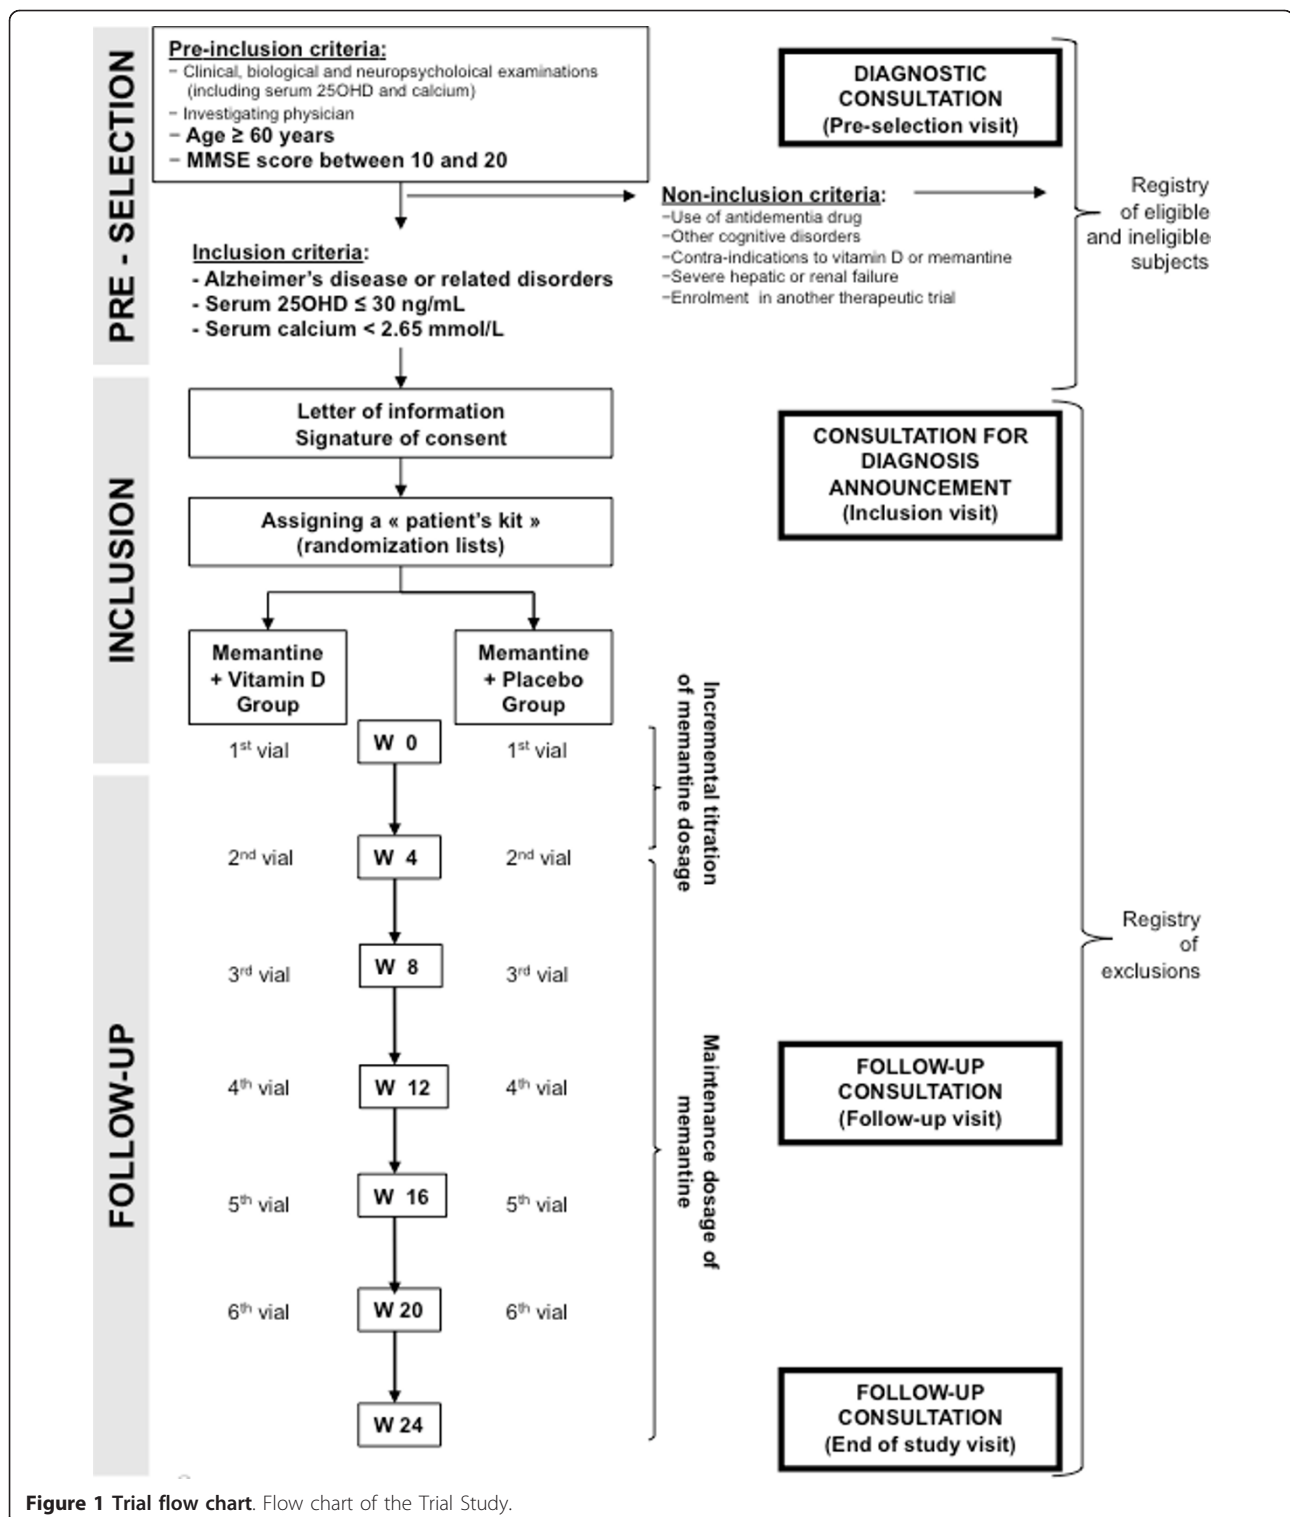 PRE - SELECTION
Pre-inclusion criteria:
− Clinical, biological and neuropsycholoical examinations
(including serum 25OHD and calcium)
− Investigating physician
− Age ≥ 60 years
− MMSE score between 10 and 20
DIAGNOSTIC
CONSULTATION
(Pre-selection visit)
Non-inclusion criteria:
−Use of antidementia drug
−Other cognitive disorders
−Contra-indications to vitamin D or memantine
−Severe hepatic or renal failure
−Enrolment in another therapeutic trial
Registry
of eligible
and ineligible
subjects
Inclusion criteria:
- Alzheimer's disease or related disorders
- Serum 25OHD ≤ 30 ng/mL
- Serum calcium < 2.65 mmol/L
INCLUSION
Letter of information
Signature of consent
CONSULTATION FOR
DIAGNOSIS
ANNOUNCEMENT
(Inclusion visit)
Assigning a « patient's kit »
(randomization lists)
Memantine
+ Vitamin D
Group
Memantine
+ Placebo
Group
Incremental titration
of memantine dosage
1st vial
W 0
1st vial
FOLLOW-UP
2nd vial
W 4
2nd vial
3rd vial
W 8
3rd vial
Registry
of
exclusions
Maintenance dosage of
memantine
4th vial
W 12
4th vial
FOLLOW-UP
CONSULTATION
(Follow-up visit)
5th vial
W 16
5th vial
6th vial
W 20
6th vial
W 24
FOLLOW-UP
CONSULTATION
(End of study visit)
Figure 1 Trial flow chart. Flow chart of the Trial Study.